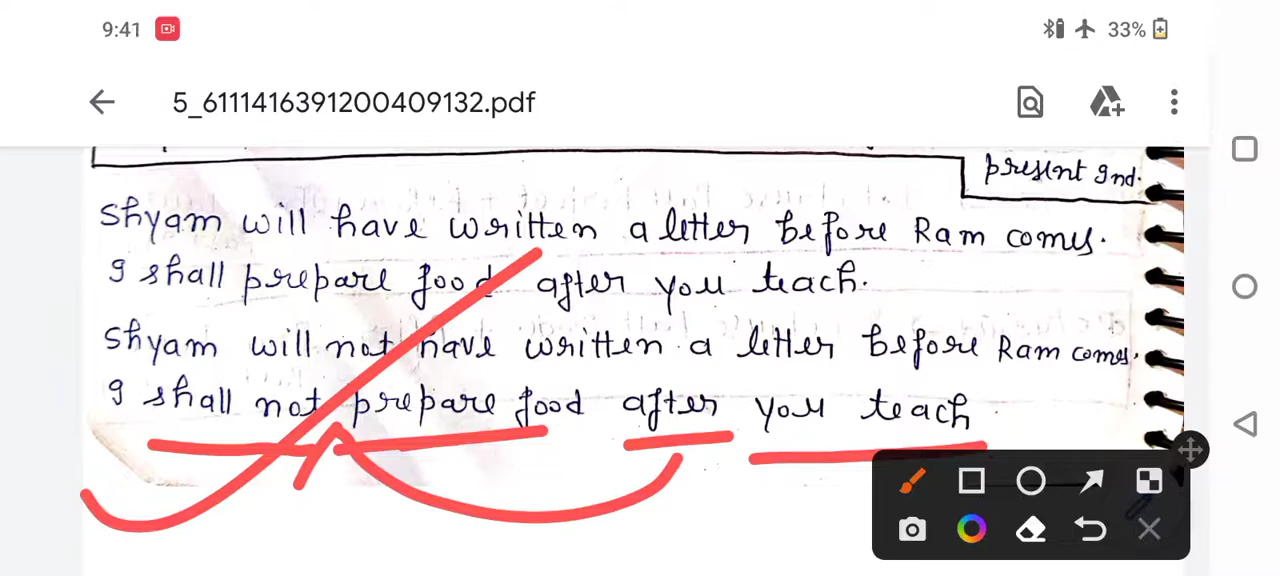 9:41
33%
5_6111416391200409132.pdf
present Ind.
Shyam will have written a letter before Ram comes.
I shall prepare food after you teach.
Shyam will not have written a letter before Ram comes.
I shall not prepare food after you teach